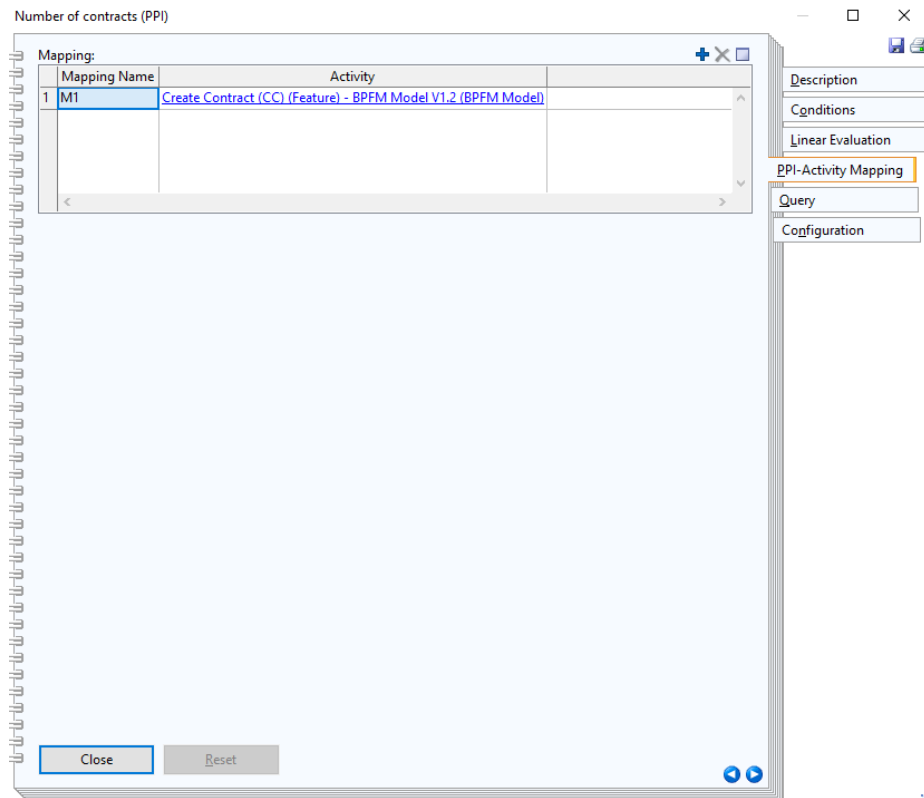 Number of contracts (PPI)
Mapping:
Mapping Name Activity
1 M1 Create Contract (CC) (Feature) - BPFM Model V1.2 (BPFM Model)
Description
Conditions
Linear Evaluation
PPI-Activity Mapping
Query
Configuration
Close Reset